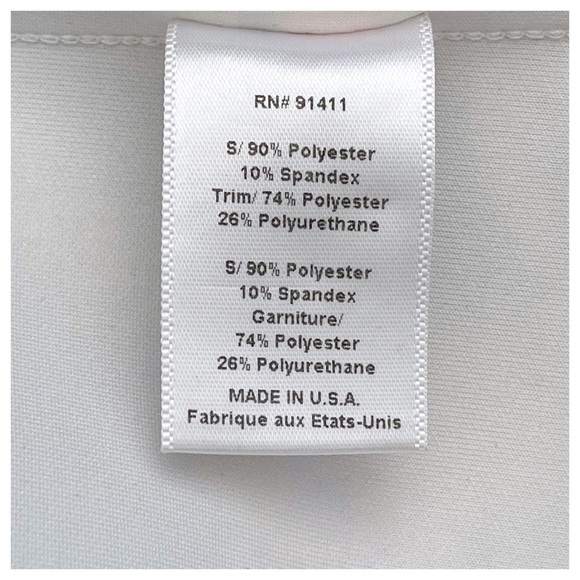 RN# 91411
S/ 90% Polyester
10% Spandex
Trim/ 74% Polyester
26% Polyurethane
S/ 90% Polyester
10% Spandex
Garniture/
74% Polyester
26% Polyurethane
MADE IN U.S.A.
Fabrique aux Etats-Unis